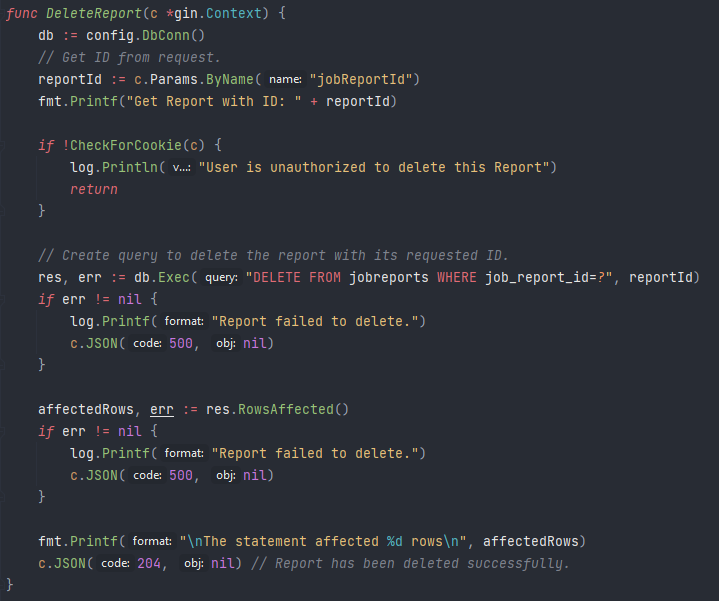 func DeleteReport(c *gin.Context) {
    db := config.DbConn()
    // Get ID from request.
    reportId := c.Params.ByName( name: "jobReportId")
    fmt.Printf("Get Report with ID: " + reportId)

    if !CheckForCookie(c) {
        log.Println( v...: "User is unauthorized to delete this Report")
        return
    }

    // Create query to delete the report with its requested ID.
    res, err := db.Exec( query: "DELETE FROM jobreports WHERE job_report_id=?", reportId)
    if err != nil {
        log.Printf( format: "Report failed to delete.")
        c.JSON( code: 500, obj: nil)
    }

    affectedRows, err := res.RowsAffected()
    if err != nil {
        log.Printf( format: "Report failed to delete.")
        c.JSON( code: 500, obj: nil)
    }

    fmt.Printf( format: "\nThe statement affected %d rows\n", affectedRows)
    c.JSON( code: 204, obj: nil) // Report has been deleted successfully.
}